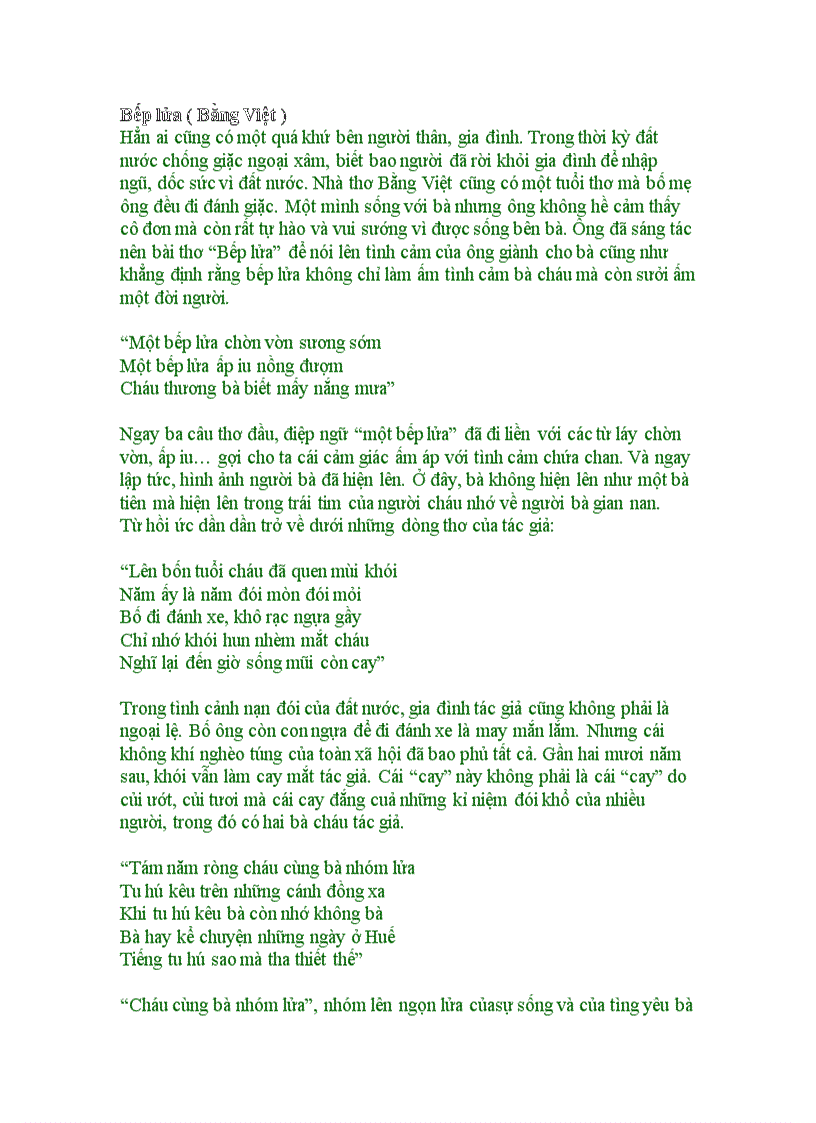 Bếp lửa ( Bằng Việt )
Hẳn ai cũng có một quá khứ bên người thân, gia đình. Trong thời kỳ đất
nước chống giặc ngoại xâm, biết bao người đã rời khỏi gia đình để nhập
ngũ, dốc sức vì đất nước. Nhà thơ Bằng Việt cũng có một tuổi thơ mà bố mẹ
ông đều đi đánh giặc. Một mình sống với bà nhưng ông không hề cảm thấy
cô đơn mà còn rất tự hào và vui sướng vì được sống bên bà. Ông đã sáng tác
nên bài thơ “Bếp lửa” để nói lên tình cảm của ông giành cho bà cũng như
khẳng định rằng bếp lửa không chỉ làm ấm tình cảm bà cháu mà còn sưởi ấm
một đời người.
“Một bếp lửa chờn vờn sương sớm
Một bếp lửa ấp iu nồng đượm
Cháu thương bà biết mấy nắng mưa”
Ngay ba câu thơ đầu, điệp ngữ “một bếp lửa” đã đi liền với các từ láy chờn
vờn, ấp iu… gợi cho ta cái cảm giác ấm áp với tình cảm chứa chan. Và ngay
lập tức, hình ảnh người bà đã hiện lên. Ở đây, bà không hiện lên như một bà
tiên mà hiện lên trong trái tim của người cháu nhớ về người bà gian nan.
Từ hồi ức dần dần trở về dưới những dòng thơ của tác giả:
“Lên bốn tuổi cháu đã quen mùi khói
Năm ấy là năm đói mòn đói mỏi
Bố đi đánh xe, khô rạc ngựa gầy
Chỉ nhớ khói hun nhèm mắt cháu
Nghĩ lại đến giờ sống mũi còn cay”
Trong tình cảnh nạn đói của đất nước, gia đình tác giả cũng không phải là
ngoại lệ. Bố ông còn con ngựa để đi đánh xe là may mắn lắm. Nhưng cái
không khí nghèo túng của toàn xã hội đã bao phủ tất cả. Gần hai mươi năm
sau, khói vẫn làm cay mắt tác giả. Cái “cay” này không phải là cái “cay” do
củi ướt, củi tươi mà cái cay đắng cuả những kỉ niệm đói khổ của nhiều
người, trong đó có hai bà cháu tác giả.
“Tám năm ròng cháu cùng bà nhóm lửa
Tu hú kêu trên những cánh đồng xa
Khi tu hú kêu bà còn nhớ không bà
Bà hay kể chuyện những ngày ở Huế
Tiếng tu hú sao mà tha thiết thế”
“Cháu cùng bà nhóm lửa”, nhóm lên ngọn lửa củasự sống và của tìng yêu bà